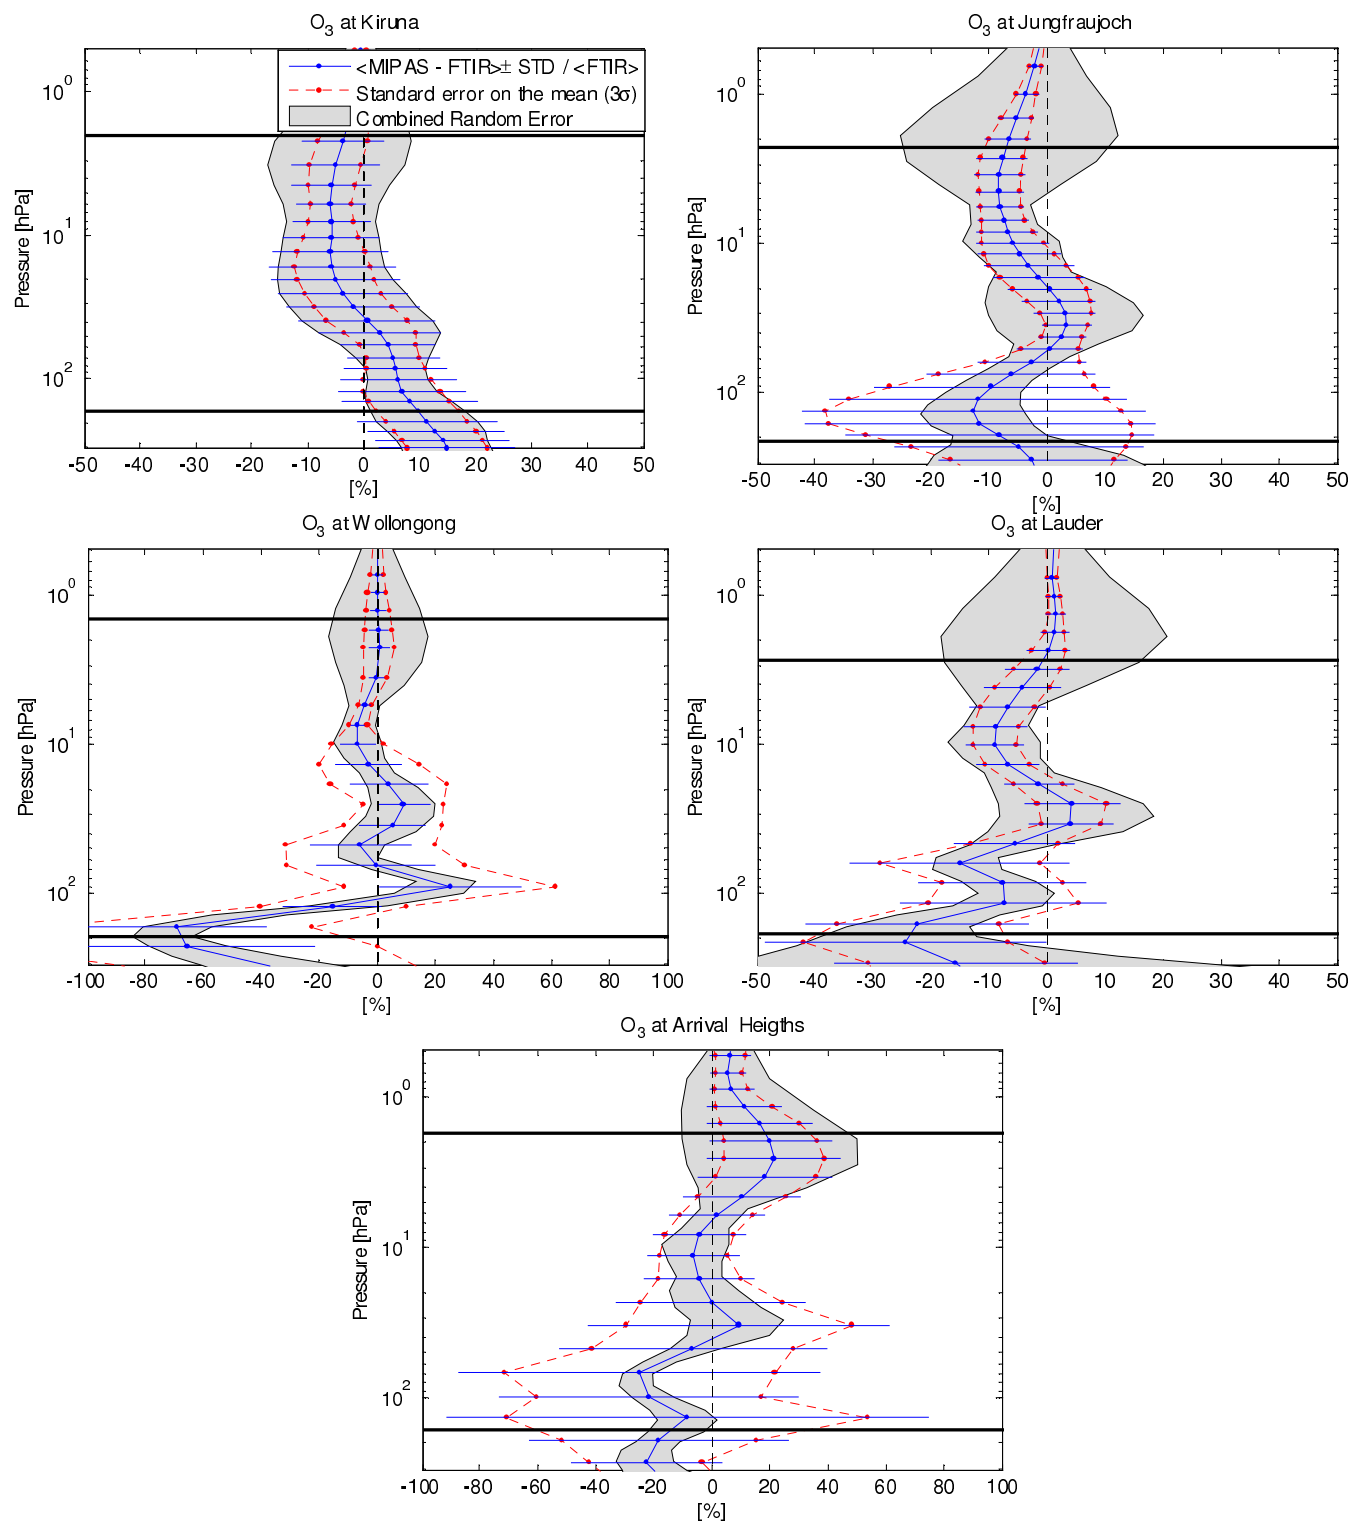 O3 at Kiruna
<MIPAS - FTIR>± STD / <FTIR>
Standard error on the mean (3σ)
Combined Random Error
Pressure [hPa]
10^0
10^1
10^2
-50 -40 -30 -20 -10 0 10 20 30 40 50
[%]
O3 at Jungfraujoch
Pressure [hPa]
10^0
10^1
10^2
-50 -40 -30 -20 -10 0 10 20 30 40 50
[%]
O3 at Wollongong
Pressure [hPa]
10^0
10^1
10^2
-100 -80 -60 -40 -20 0 20 40 60 80 100
[%]
O3 at Lauder
Pressure [hPa]
10^0
10^1
10^2
-50 -40 -30 -20 -10 0 10 20 30 40 50
[%]
O3 at Arrival Heigths
Pressure [hPa]
10^0
10^1
10^2
-100 -80 -60 -40 -20 0 20 40 60 80 100
[%]